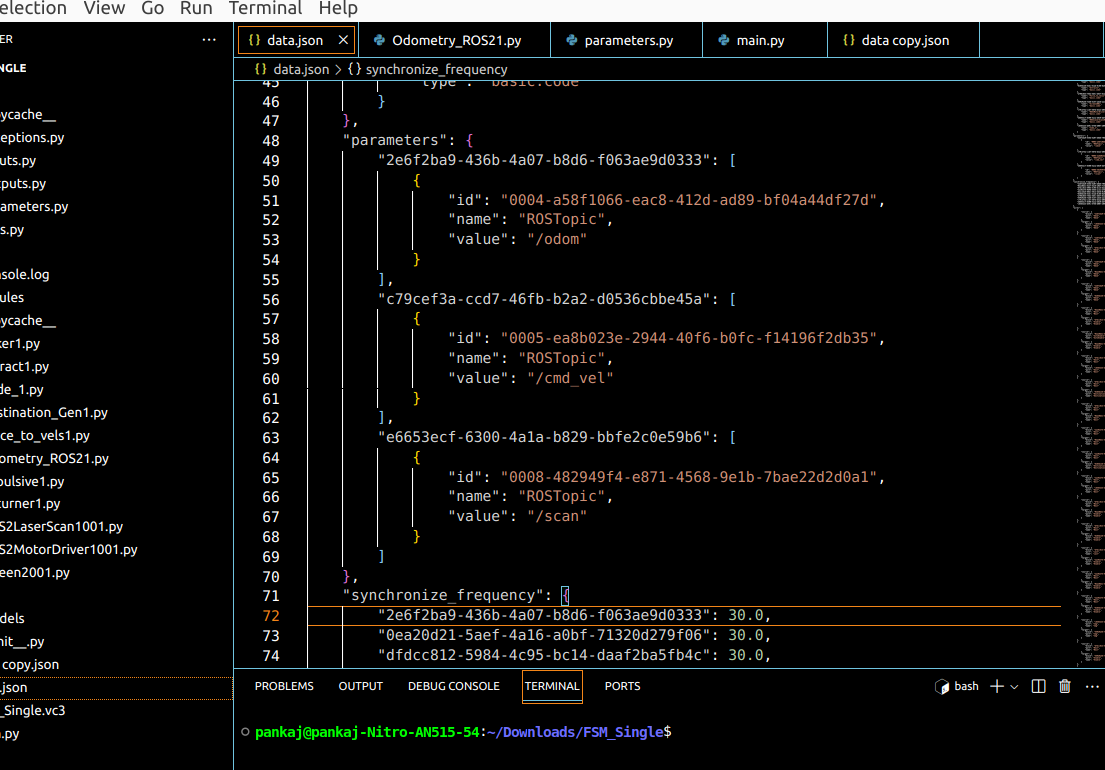 election View Go Run Terminal Help
ER ...
NGLE
ycache__
eptions.py
uts.py
puts.py
ameters.py
s.py
sole.log
ules
ycache__
ker1.py
ract1.py
de_1.py
stination_Gen1.py
ce_to_vels1.py
ometry_ROS21.py
pulsive1.py
urner1.py
S2LaserScan1001.py
S2MotorDriver1001.py
een2001.py
dels
nit__.py
copy.json
.json
_Single.vc3
.py
{} data.json × Odometry_ROS21.py parameters.py main.py {} data copy.json
{} data.json > {} synchronize_frequency
45 "type": "basic.code"
46 }
47 },
48 "parameters": {
49 "2e6f2ba9-436b-4a07-b8d6-f063ae9d0333": [
50 {
51 "id": "0004-a58f1066-eac8-412d-ad89-bf04a44df27d",
52 "name": "ROSTopic",
53 "value": "/odom"
54 }
55 ],
56 "c79cef3a-ccd7-46fb-b2a2-d0536cbbe45a": [
57 {
58 "id": "0005-ea8b023e-2944-40f6-b0fc-f14196f2db35",
59 "name": "ROSTopic",
60 "value": "/cmd_vel"
61 }
62 ],
63 "e6653ecf-6300-4a1a-b829-bbfe2c0e59b6": [
64 {
65 "id": "0008-482949f4-e871-4568-9e1b-7bae22d2d0a1",
66 "name": "ROSTopic",
67 "value": "/scan"
68 }
69 ]
70 },
71 "synchronize_frequency": {
72 "2e6f2ba9-436b-4a07-b8d6-f063ae9d0333": 30.0,
73 "0ea20d21-5aef-4a16-a0bf-71320d279f06": 30.0,
74 "dfdcc812-5984-4c95-bc14-daaf2ba5fb4c": 30.0,
PROBLEMS OUTPUT DEBUG CONSOLE TERMINAL PORTS bash
pankaj@pankaj-Nitro-AN515-54:~/Downloads/FSM_Single$